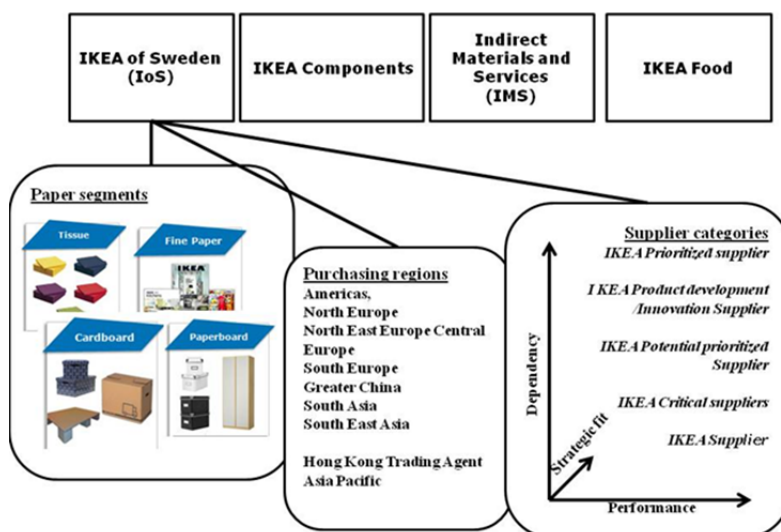 IKEA of Sweden
(IoS)
IKEA Components
Indirect
Materials and
Services
(IMS)
IKEA Food
Paper segments
Tissue
Fine Paper
IKEA
Cardboard
Paperboard
Purchasing regions
Americas,
North Europe
North East Europe Central
Europe
South Europe
Greater China
South Asia
South East Asia
Hong Kong Trading Agent
Asia Pacific
Supplier categories
IKEA Prioritized supplier
I KEA Product development
/Innovation Supplier
IKEA Potential prioritized
Supplier
IKEA Critical suppliers
IKEA Supplier
Dependency
Strategic fit
Performance